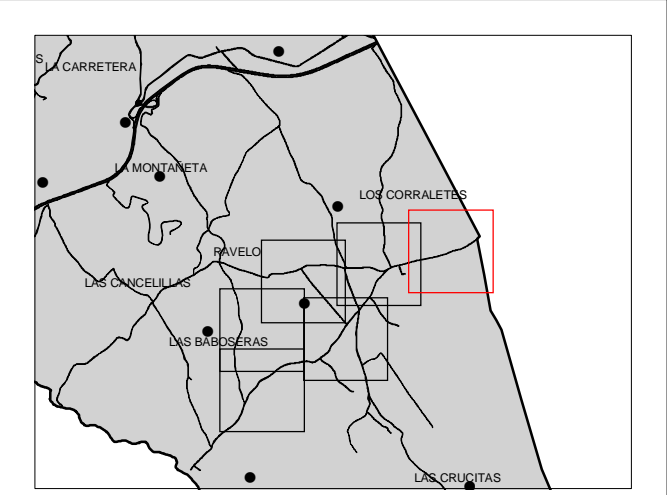 S
LA CARRETERA
LA MONTAÑETA
LOS CORRALETES
RAVELO
LAS CANCELILLAS
LAS BABOSERAS
LAS CRUCITAS